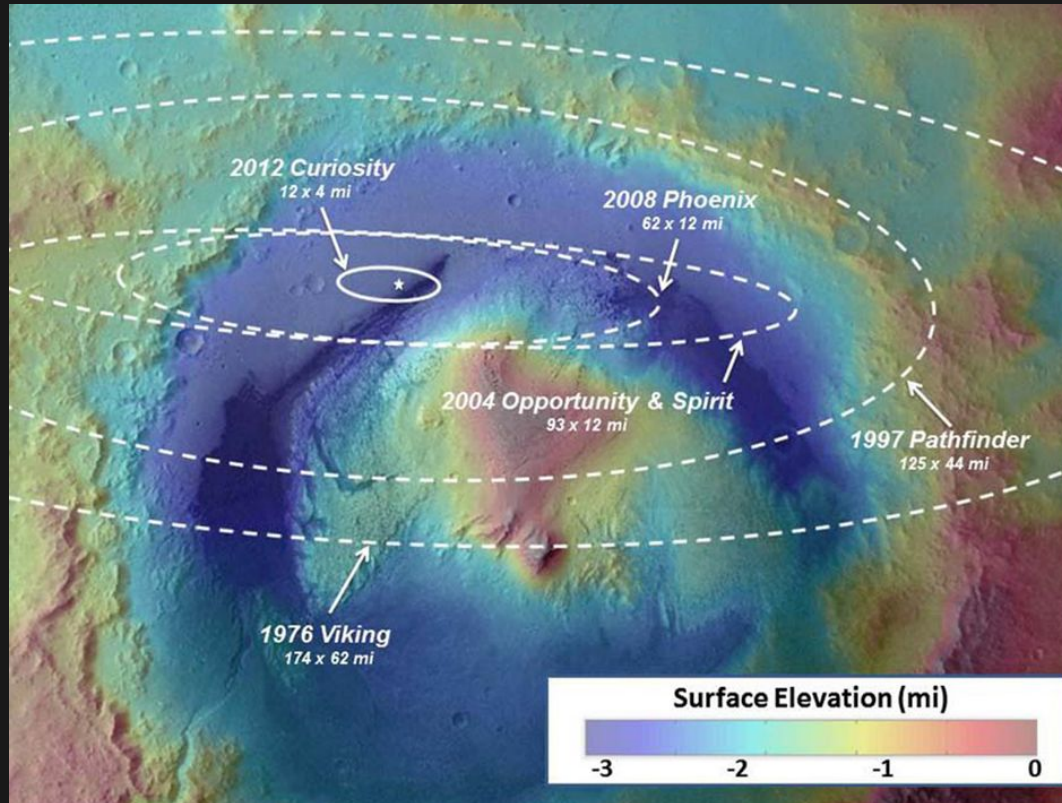 2012 Curiosity
12 x 4 mi
2008 Phoenix
62 x 12 mi
2004 Opportunity & Spirit
93 x 12 mi
1997 Pathfinder
125 x 44 mi
1976 Viking
174 x 62 mi
Surface Elevation (mi)
-3 -2 -1 0